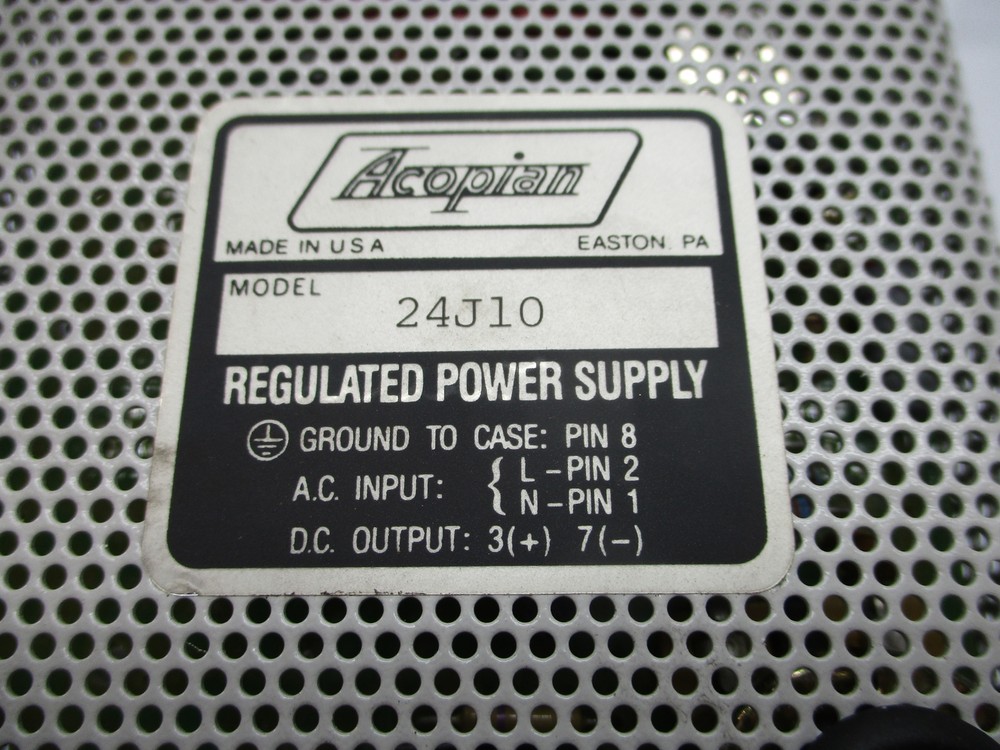 Acopian
MADE IN USA EASTON, PA
MODEL
24J10
REGULATED POWER SUPPLY
GROUND TO CASE: PIN 8
A.C. INPUT: { L-PIN 2
N-PIN 1
D.C. OUTPUT: 3(+) 7(-)